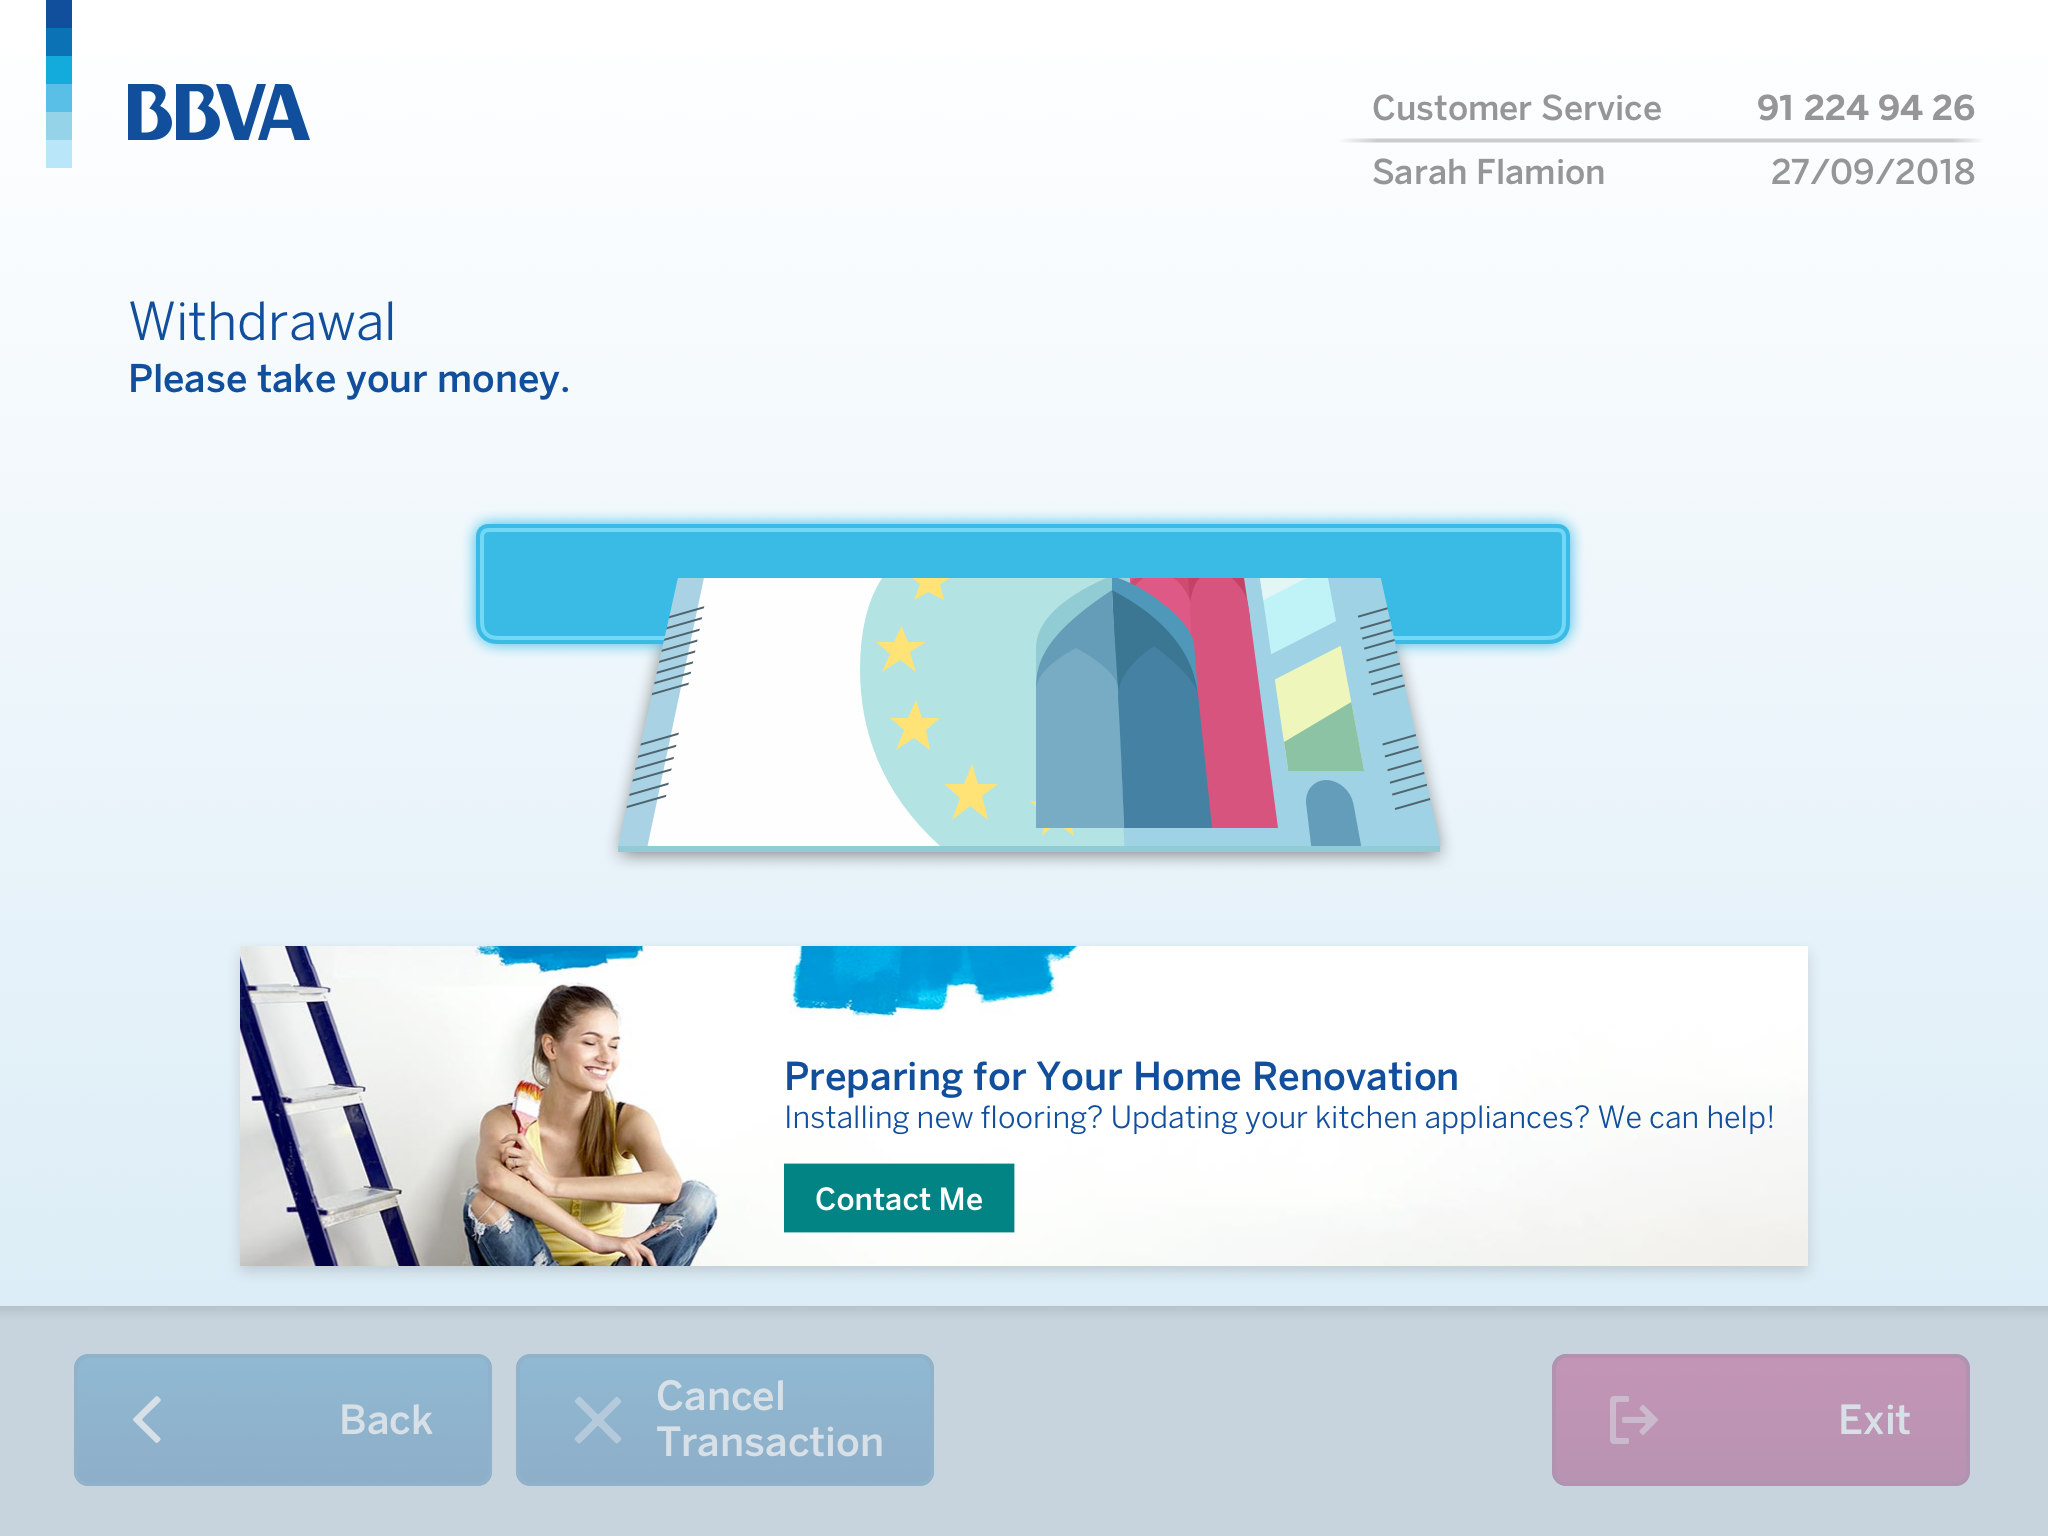 BBVA
Customer Service 91 224 94 26
Sarah Flamion 27/09/2018
Withdrawal
Please take your money.
Preparing for Your Home Renovation
Installing new flooring? Updating your kitchen appliances? We can help!
Contact Me
Back
Cancel
Transaction
Exit